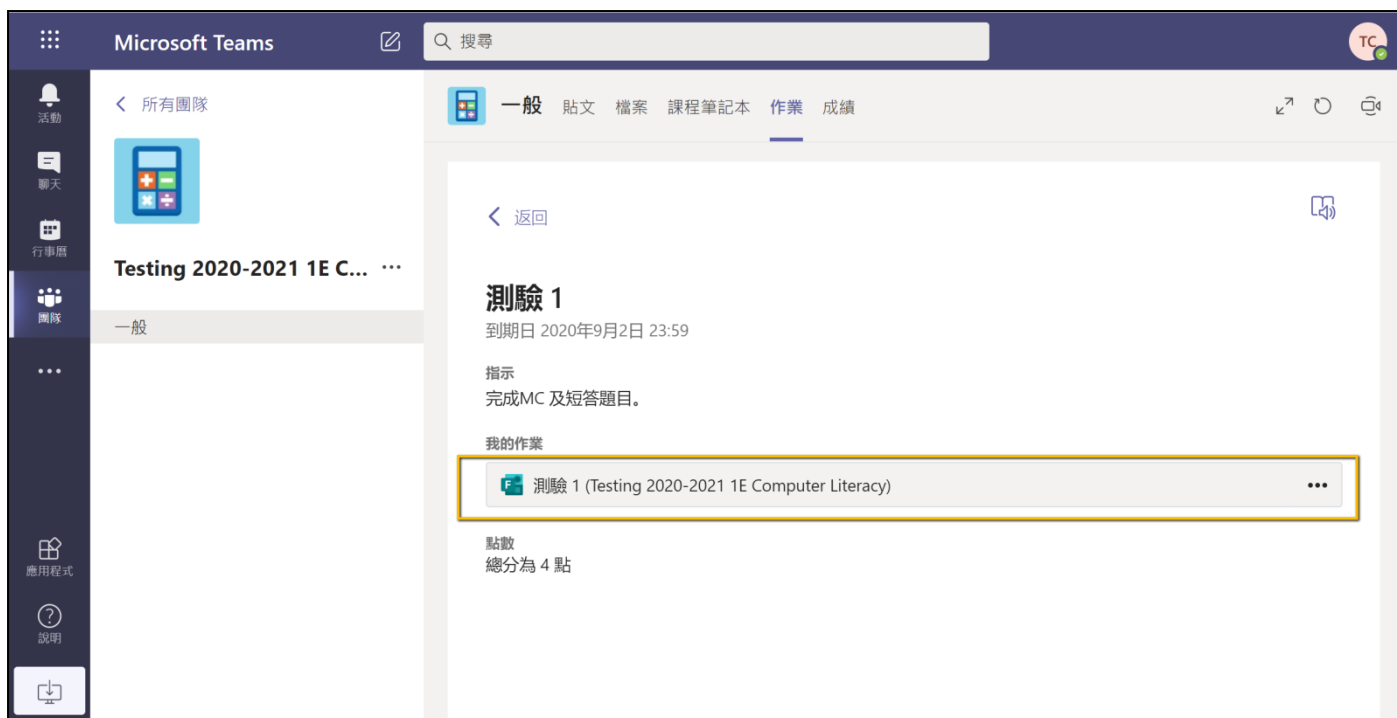 Microsoft Teams
搜尋
TC
活動
聊天
行事曆
團隊
應用程式
說明
所有團隊
Testing 2020-2021 1E C... ...
一般
一般 貼文 檔案 課程筆記本 作業 成績
返回
測驗 1
到期日 2020年9月2日 23:59
指示
完成MC 及短答題目。
我的作業
F 測驗 1 (Testing 2020-2021 1E Computer Literacy)
點數
總分為 4 點